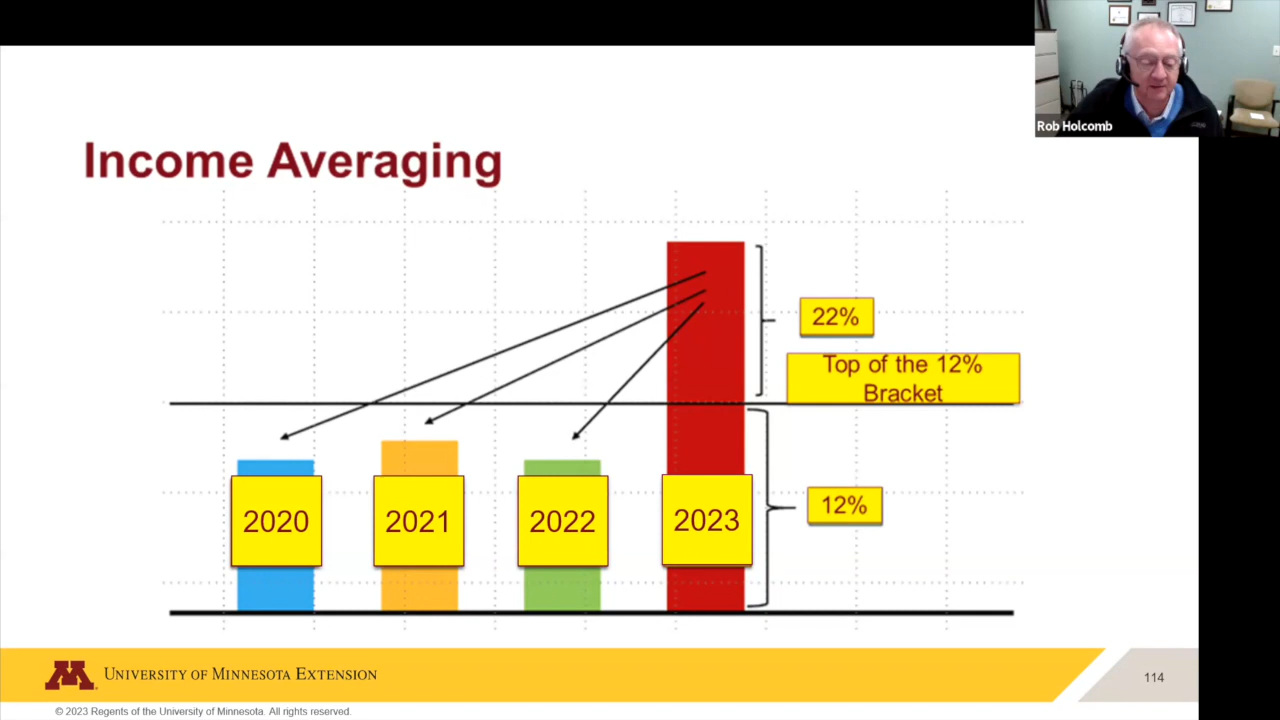 Rob Holcomb
Income Averaging
22%
Top of the 12%
Bracket
2020
2021
2022
2023
12%
M
UNIVERSITY OF MINNESOTA EXTENSION
114
© 2023 Regents of the University of Minnesota. All rights reserved.